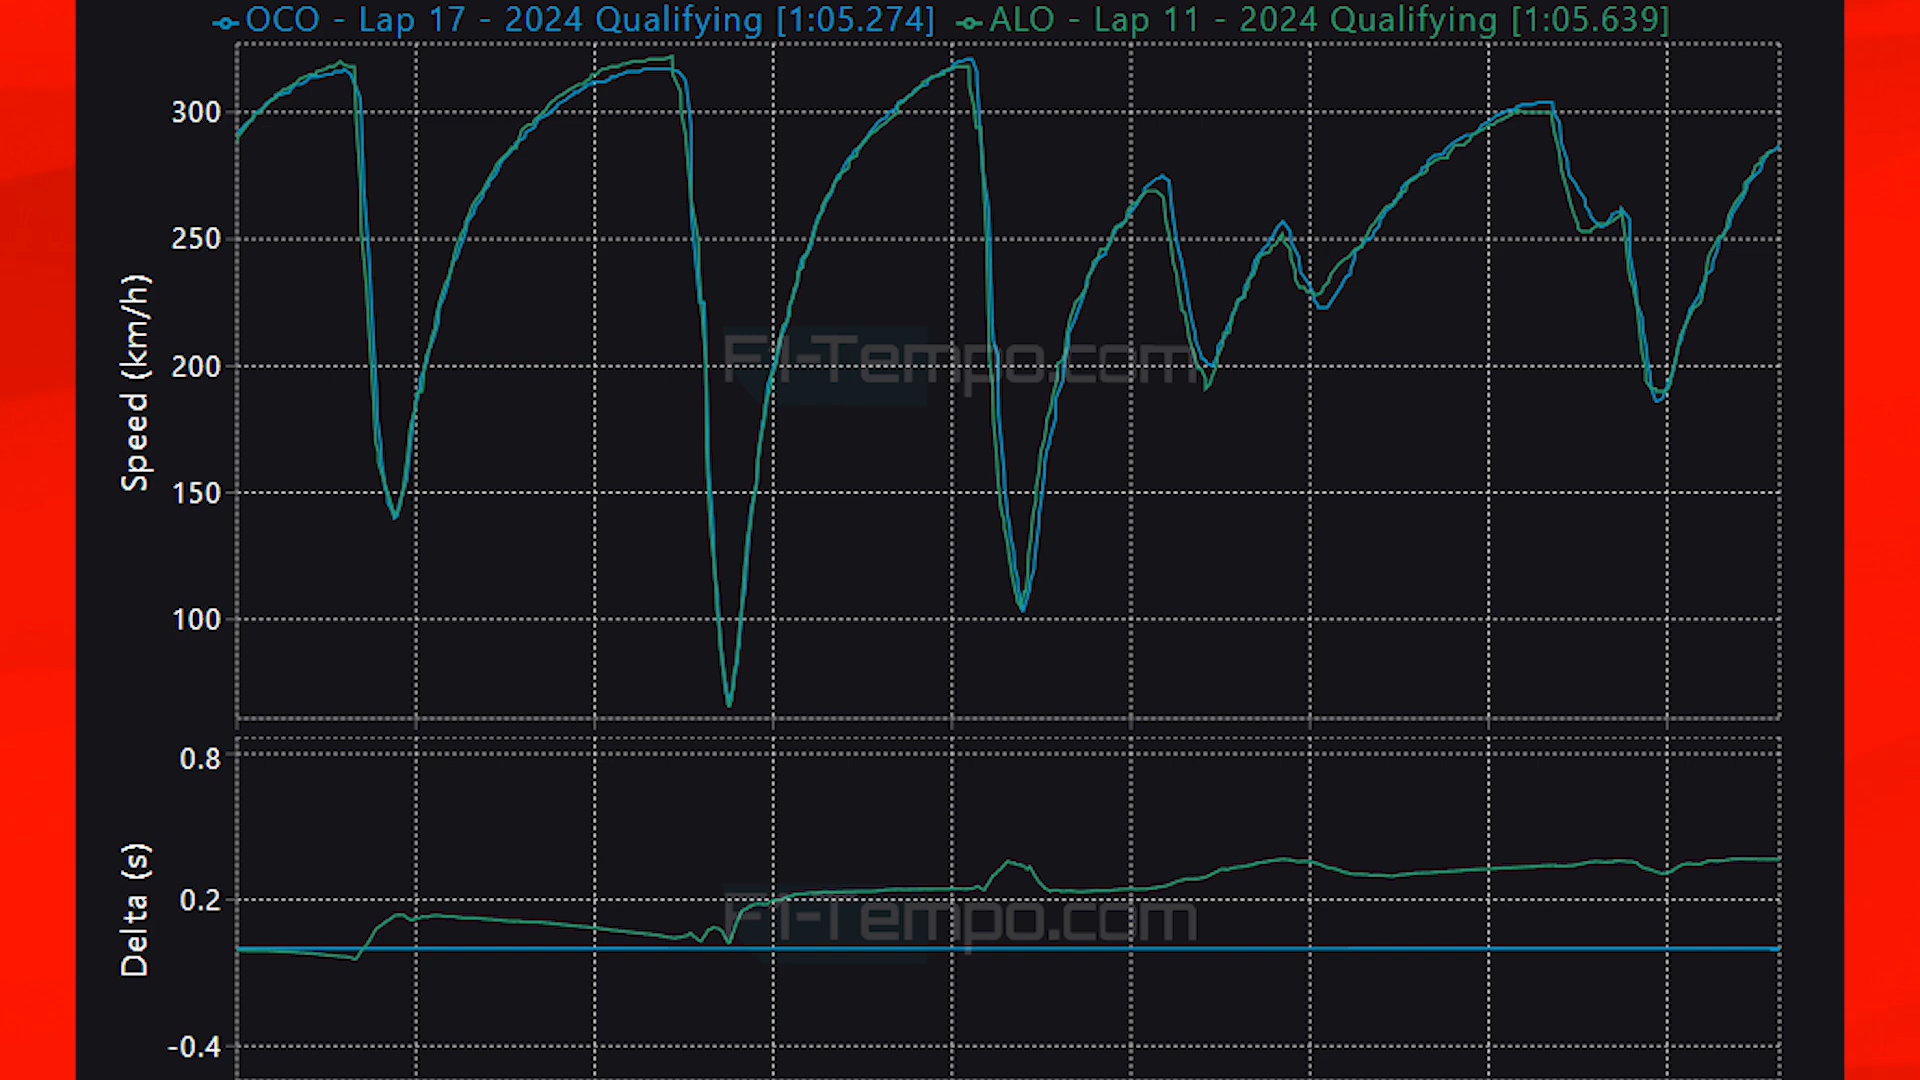 OCO - Lap 17 - 2024 Qualifying [1:05.274] ALO - Lap 11 - 2024 Qualifying [1:05.639]
300
250
200
150
100
Speed (km/h)
F1-Tempo.com
0.8
0.2
-0.4
Delta (s)
F1-Tempo.com